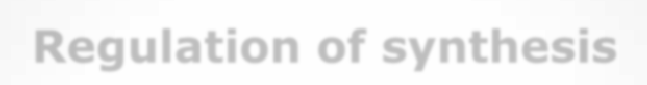 Regulation of synthesis